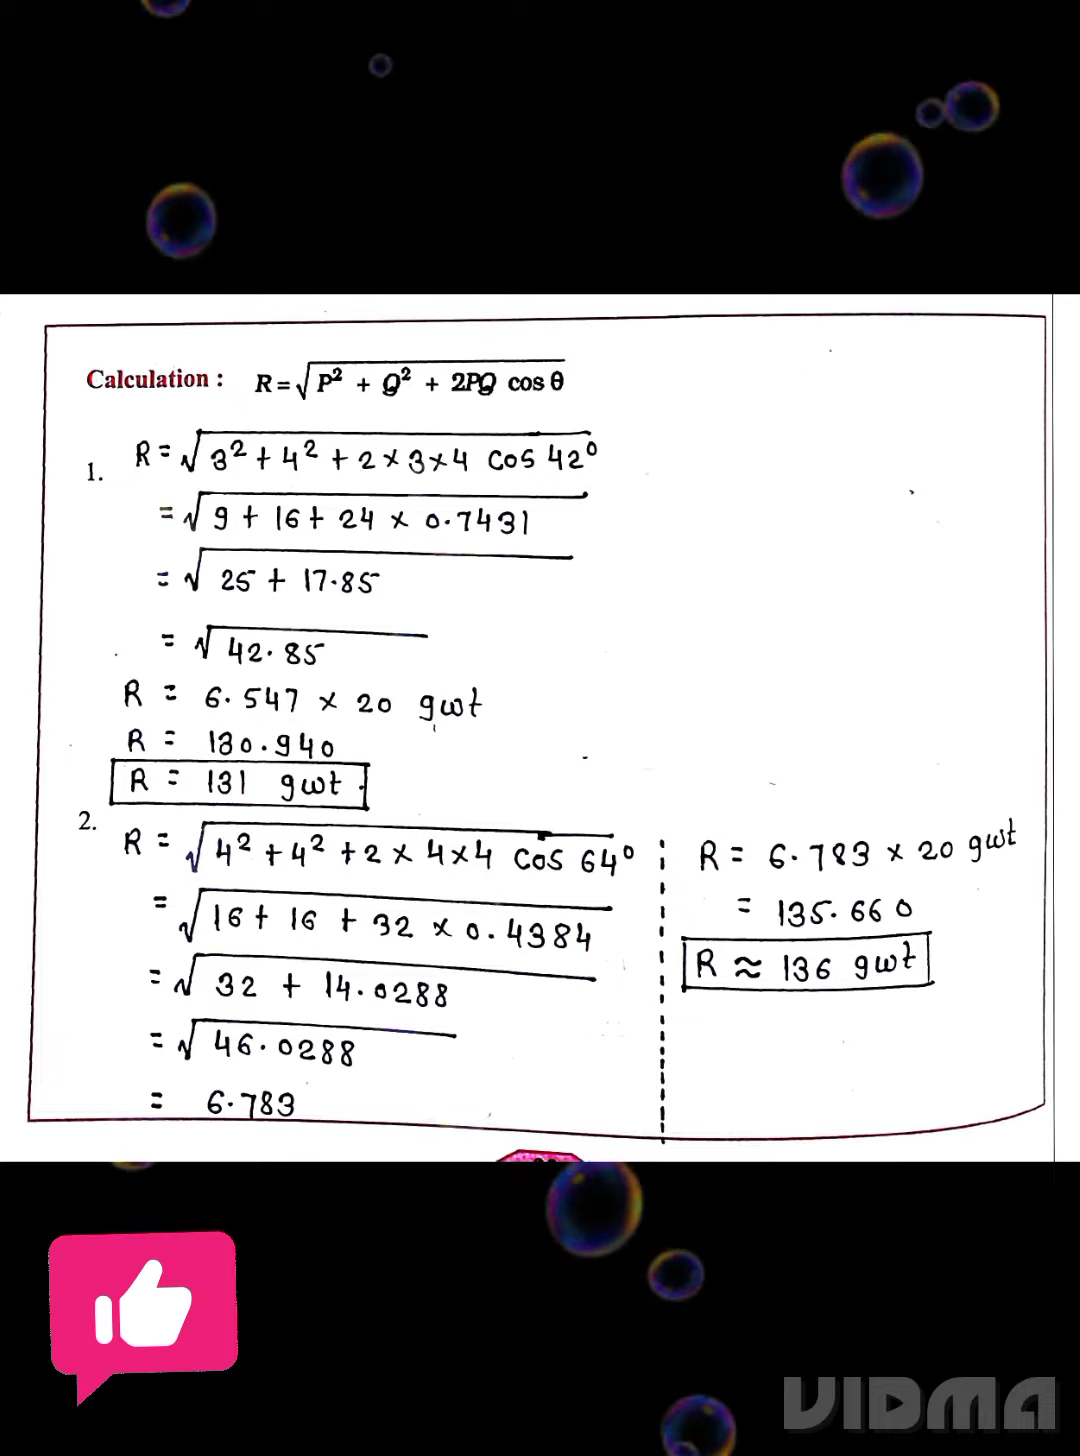 Calculation : R = √P² + Q² + 2PQ cos θ
1. R = √3² + 4² + 2 × 3 × 4 cos 42°
= √9 + 16 + 24 × 0.7431
= √25 + 17.85
= √42.85
R = 6.547 × 20 gwt
R = 130.940
R = 131 gwt.
2. R = √4² + 4² + 2 × 4 × 4 cos 64°
= √16 + 16 + 32 × 0.4384
= √32 + 14.0288
= √46.0288
= 6.783
R = 6.783 × 20 gwt
= 135.660
R ≈ 136 gwt
VIDMA